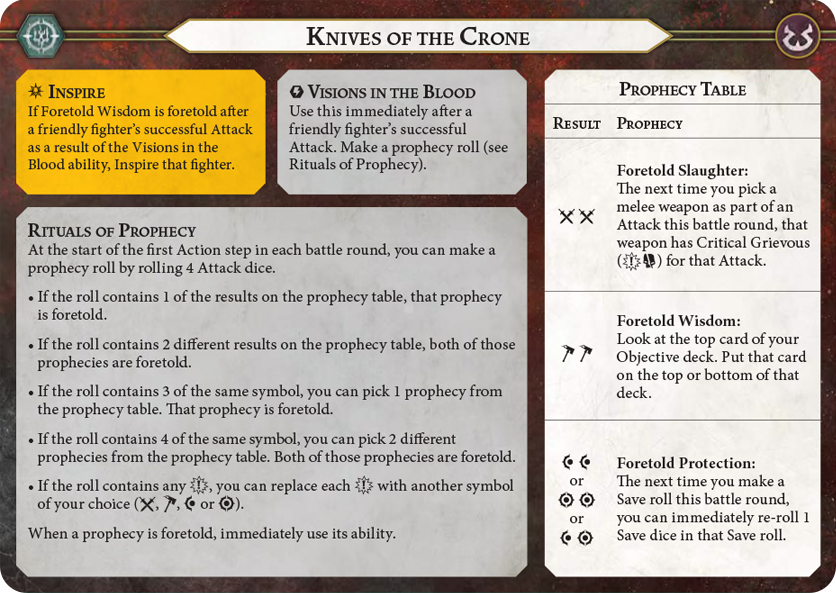 Knives of the Crone
Inspire
If Foretold Wisdom is foretold after
a friendly fighter's successful Attack
as a result of the Visions in the
Blood ability, Inspire that fighter.
Visions in the Blood
Use this immediately after a
friendly fighter's successful
Attack. Make a prophecy roll (see
Rituals of Prophecy).
Rituals of Prophecy
At the start of the first Action step in each battle round, you can make a
prophecy roll by rolling 4 Attack dice.
• If the roll contains 1 of the results on the prophecy table, that prophecy
is foretold.
• If the roll contains 2 different results on the prophecy table, both of those
prophecies are foretold.
• If the roll contains 3 of the same symbol, you can pick 1 prophecy from
the prophecy table. That prophecy is foretold.
• If the roll contains 4 of the same symbol, you can pick 2 different
prophecies from the prophecy table. Both of those prophecies are foretold.
• If the roll contains any , you can replace each with another symbol
of your choice ( , , or ).
When a prophecy is foretold, immediately use its ability.
Prophecy Table
Result Prophecy
Foretold Slaughter:
The next time you pick a
melee weapon as part of an
Attack this battle round, that
weapon has Critical Grievous
( ) for that Attack.
Foretold Wisdom:
Look at the top card of your
Objective deck. Put that card
on the top or bottom of that
deck.
or
or
Foretold Protection:
The next time you make a
Save roll this battle round,
you can immediately re-roll 1
Save dice in that Save roll.